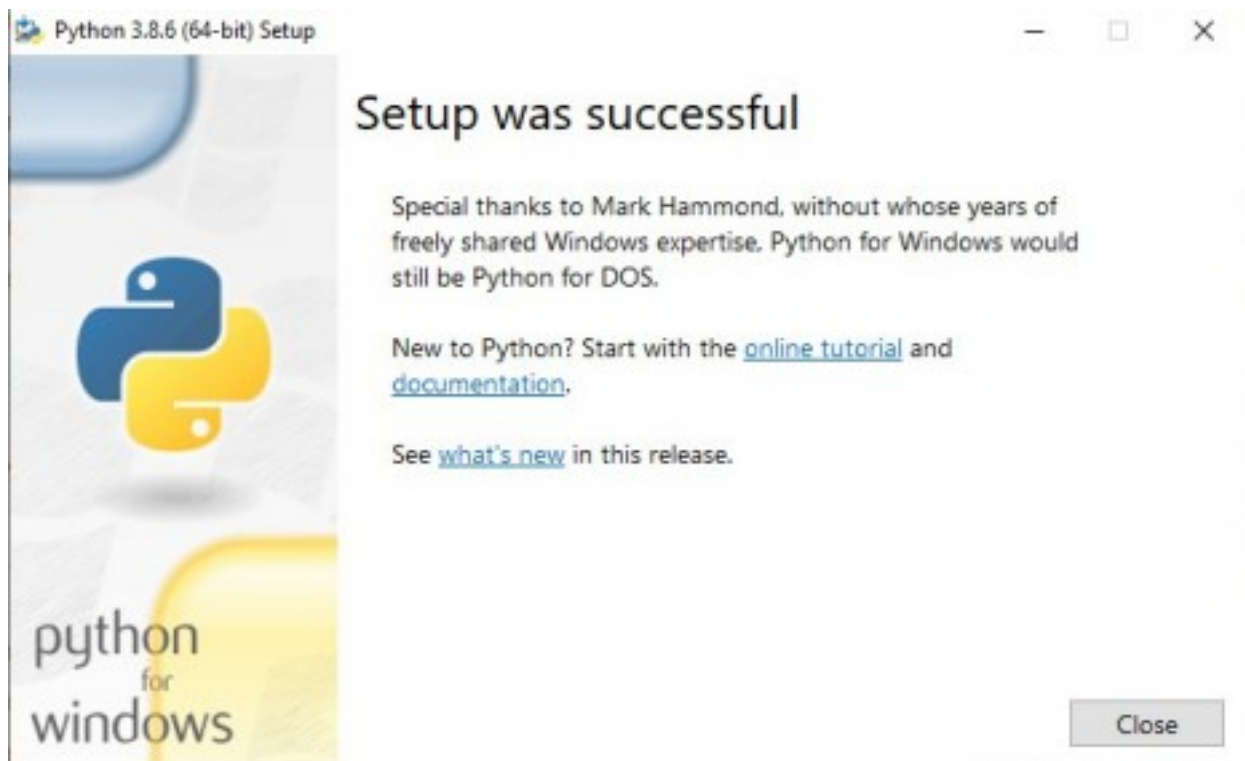 Python 3.8.6 (64-bit) Setup
Setup was successful
Special thanks to Mark Hammond, without whose years of
freely shared Windows expertise, Python for Windows would
still be Python for DOS.
New to Python? Start with the online tutorial and
documentation.
See what's new in this release.
python
for
windows
Close